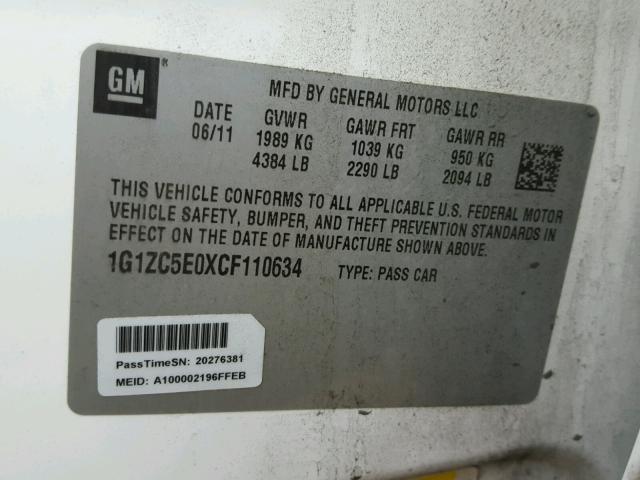 GM®
MFD BY GENERAL MOTORS LLC
DATE GVWR GAWR FRT GAWR RR
06/11 1989 KG 1039 KG 950 KG
4384 LB 2290 LB 2094 LB
THIS VEHICLE CONFORMS TO ALL APPLICABLE U.S. FEDERAL MOTOR
VEHICLE SAFETY, BUMPER, AND THEFT PREVENTION STANDARDS IN
EFFECT ON THE DATE OF MANUFACTURE SHOWN ABOVE.
1G1ZC5E0XCF110634 TYPE: PASS CAR
PassTimeSN: 20276381
MEID: A100002196FFEB